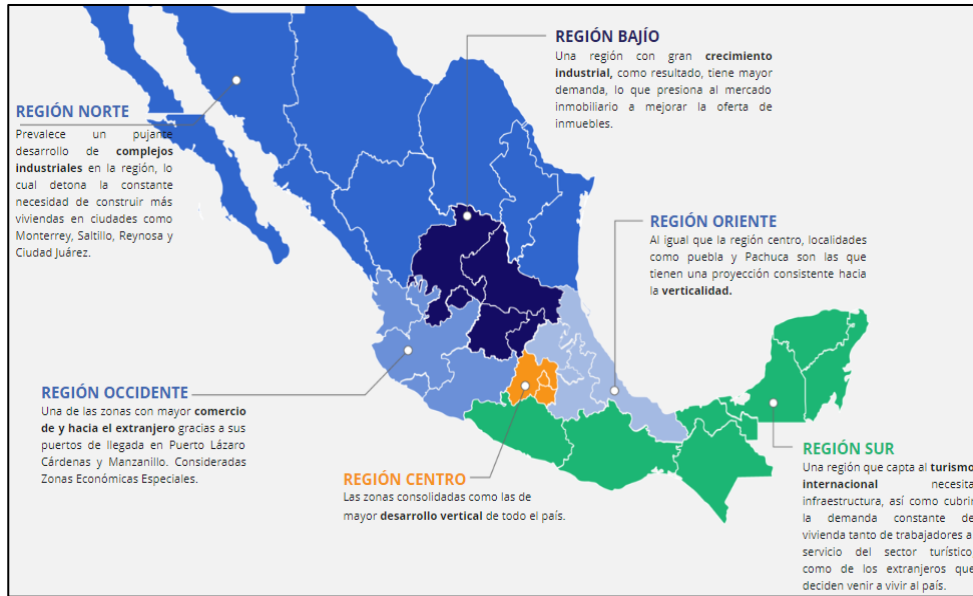 REGIÓN BAJÍO
Una región con gran crecimiento
industrial, como resultado, tiene mayor
demanda, lo que presiona al mercado
inmobiliario a mejorar la oferta de
inmuebles.
REGIÓN NORTE
Prevalece un pujante
desarrollo de complejos
industriales en la región, lo
cual detona la constante
necesidad de construir más
viviendas en ciudades como
Monterrey, Saltillo, Reynosa y
Ciudad Juárez.
REGIÓN ORIENTE
Al igual que la región centro, localidades
como puebla y Pachuca son las que
tienen una proyección consistente hacia
la verticalidad.
REGIÓN OCCIDENTE
Una de las zonas con mayor comercio
de y hacia el extranjero gracias a sus
puertos de llegada en Puerto Lázaro
Cárdenas y Manzanillo. Consideradas
Zonas Económicas Especiales.
REGIÓN CENTRO
Las zonas consolidadas como las de
mayor desarrollo vertical de todo el país.
REGIÓN SUR
Una región que capta al turismo
internacional necesita
infraestructura, así como cubrir
la demanda constante de
vivienda tanto de trabajadores a
servicio del sector turístico
como de los extranjeros que
deciden venir a vivir al país.